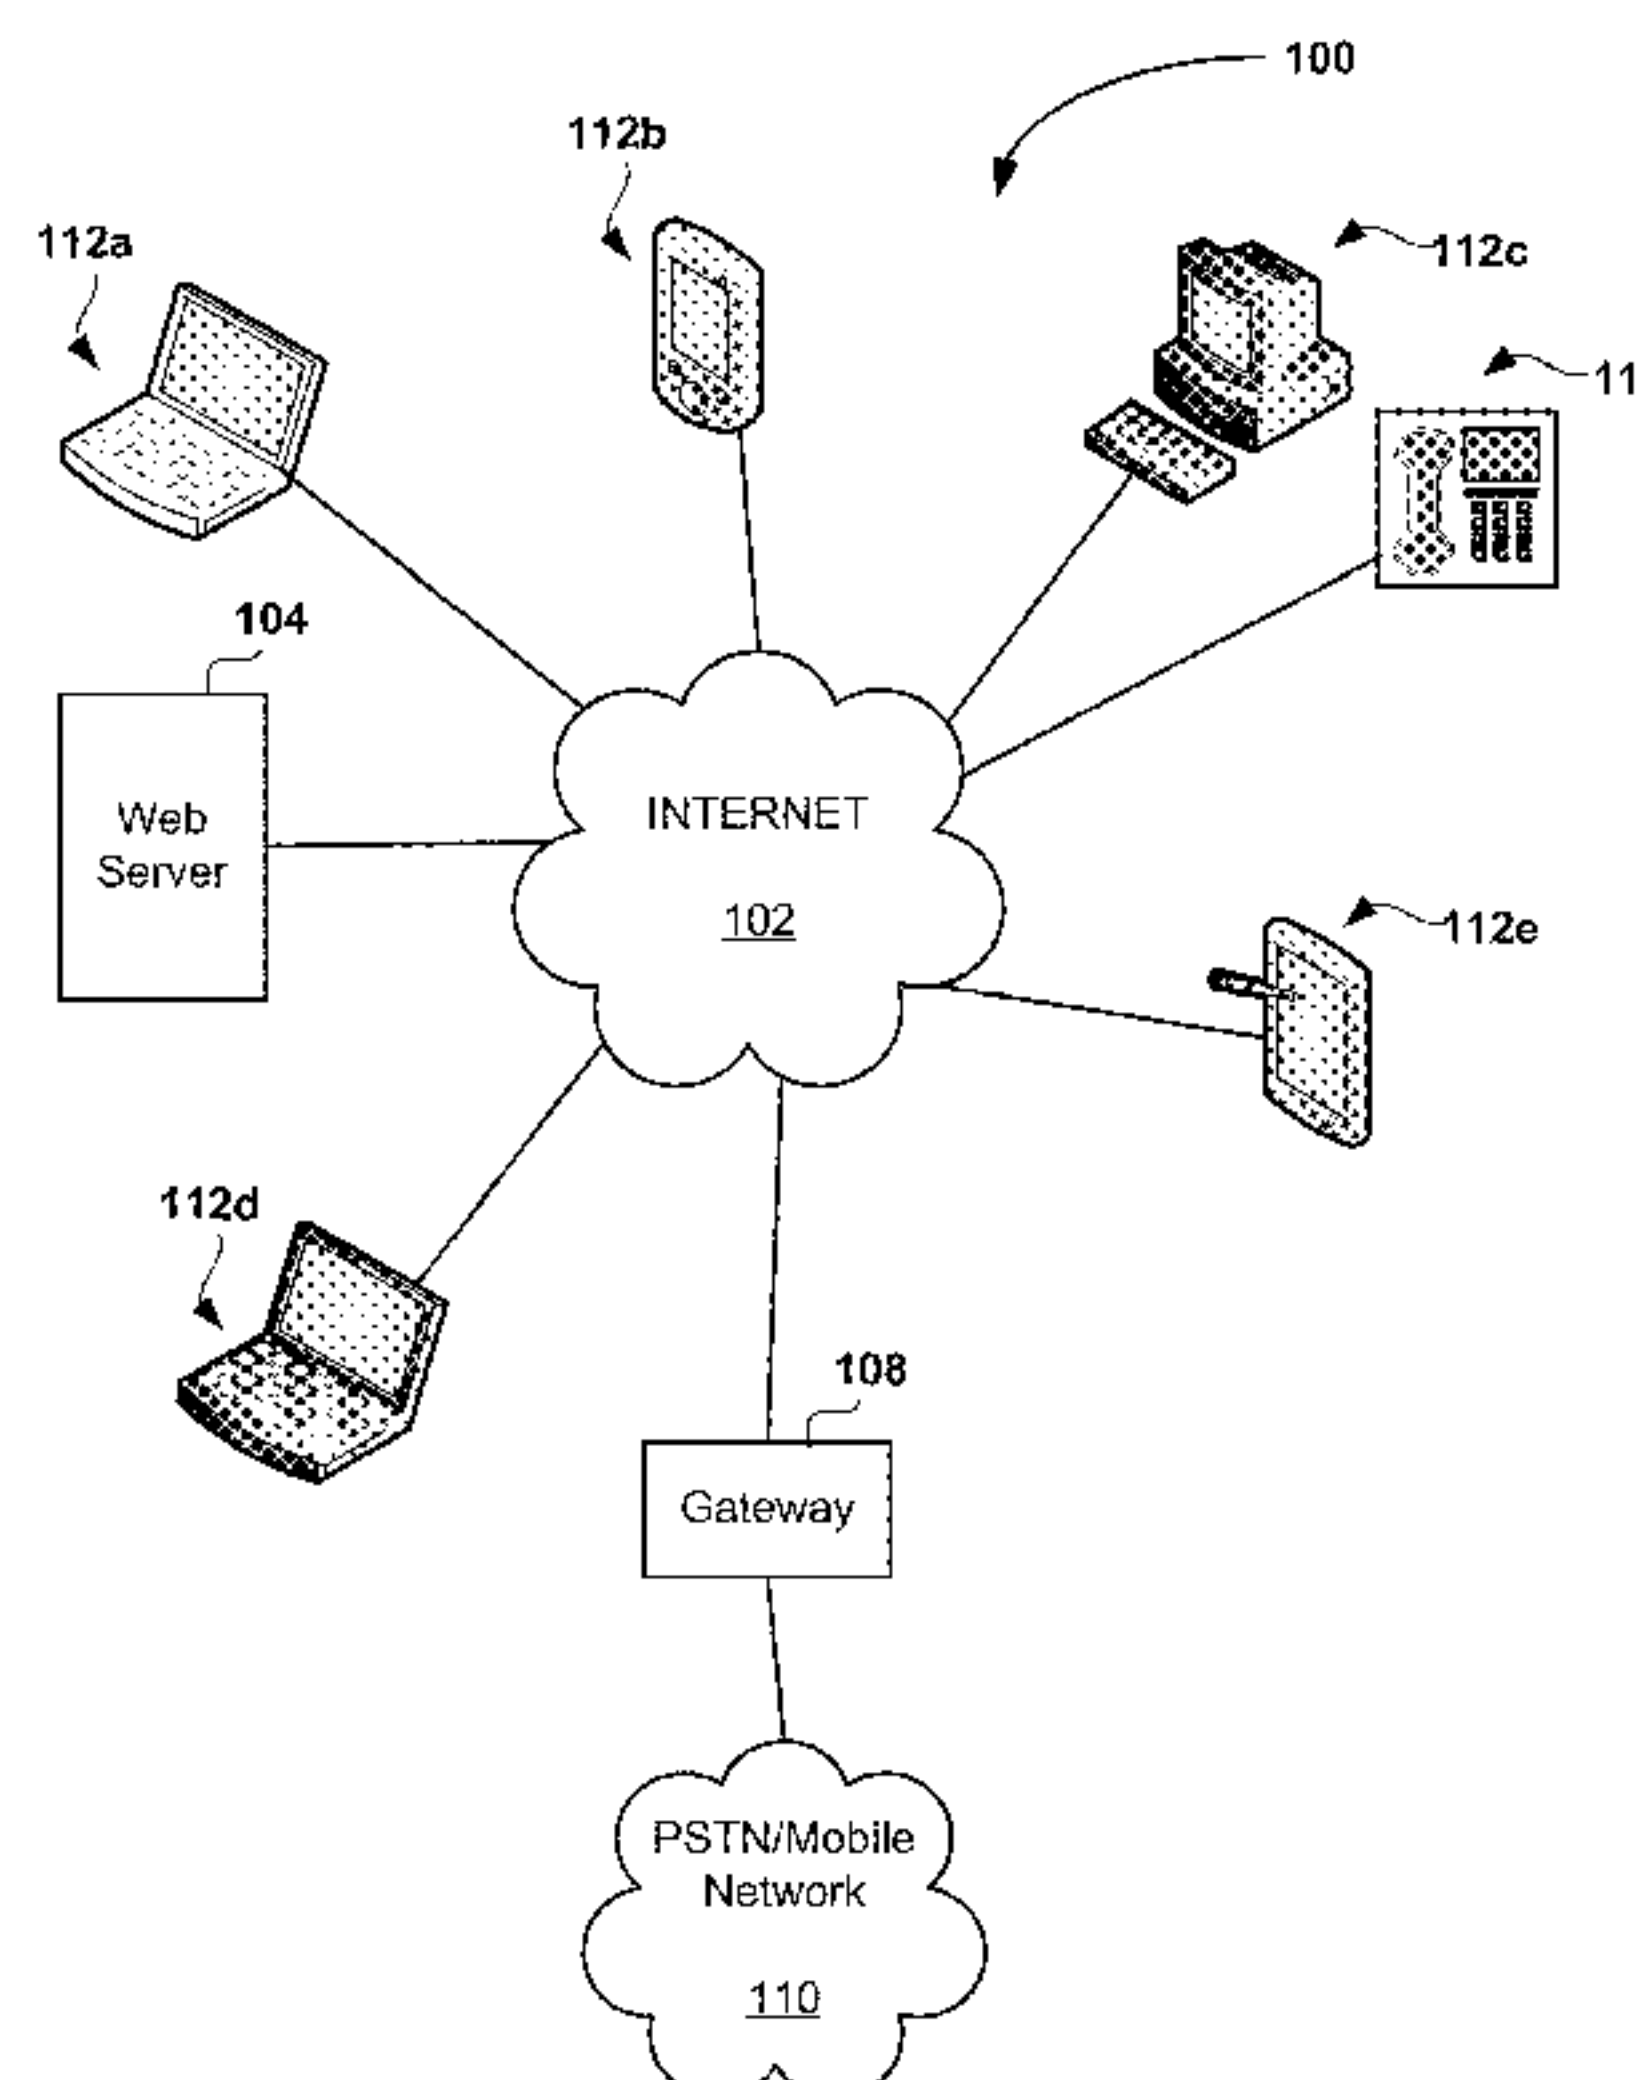 100
112b
112a
112c
11
104
Web
Server
INTERNET
102
112e
112d
108
Gateway
PSTN/Mobile
Network
110